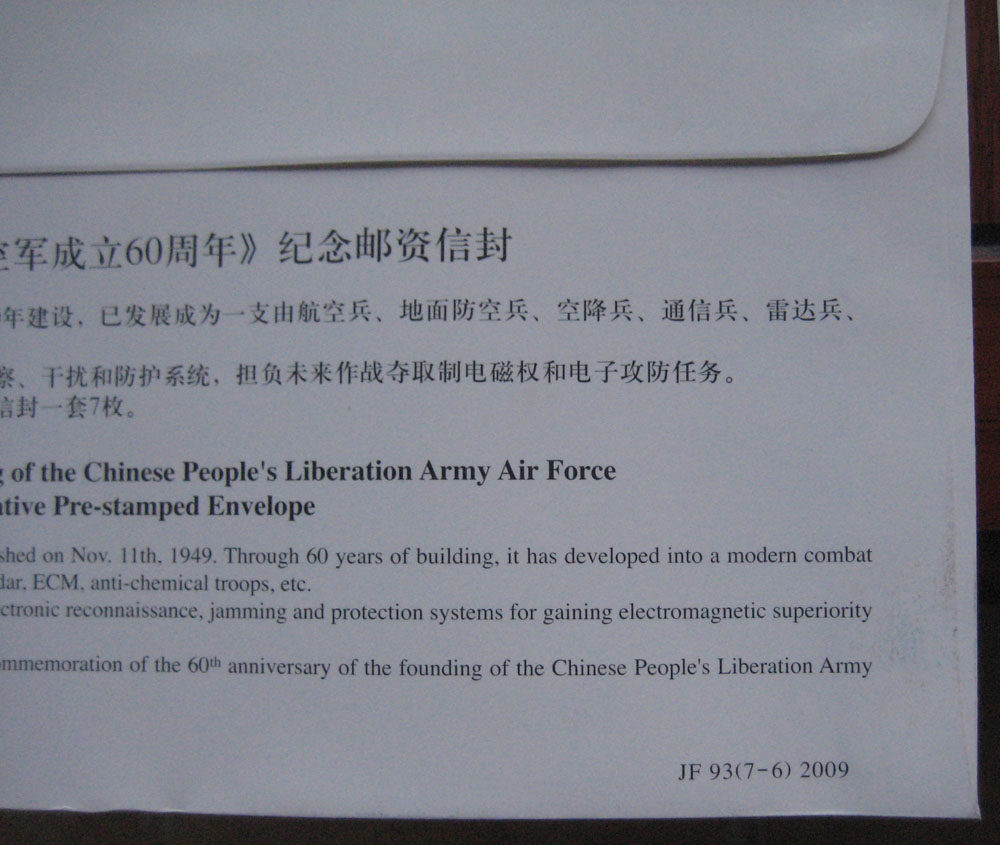 军成立60周年》纪念邮资信封
年建设，已发展成为一支由航空兵、地面防空兵、空降兵、通信兵、雷达兵、
察、干扰和防护系统，担负未来作战夺取制电磁权和电子攻防任务。
信封一套7枚。
g of the Chinese People's Liberation Army Air Force
ative Pre-stamped Envelope
shed on Nov. 11th, 1949. Through 60 years of building, it has developed into a modern combat
dar, ECM, anti-chemical troops, etc.
ctronic reconnaissance, jamming and protection systems for gaining electromagnetic superiority
ommemoration of the 60th anniversary of the founding of the Chinese People's Liberation Army
JF 93(7-6) 2009